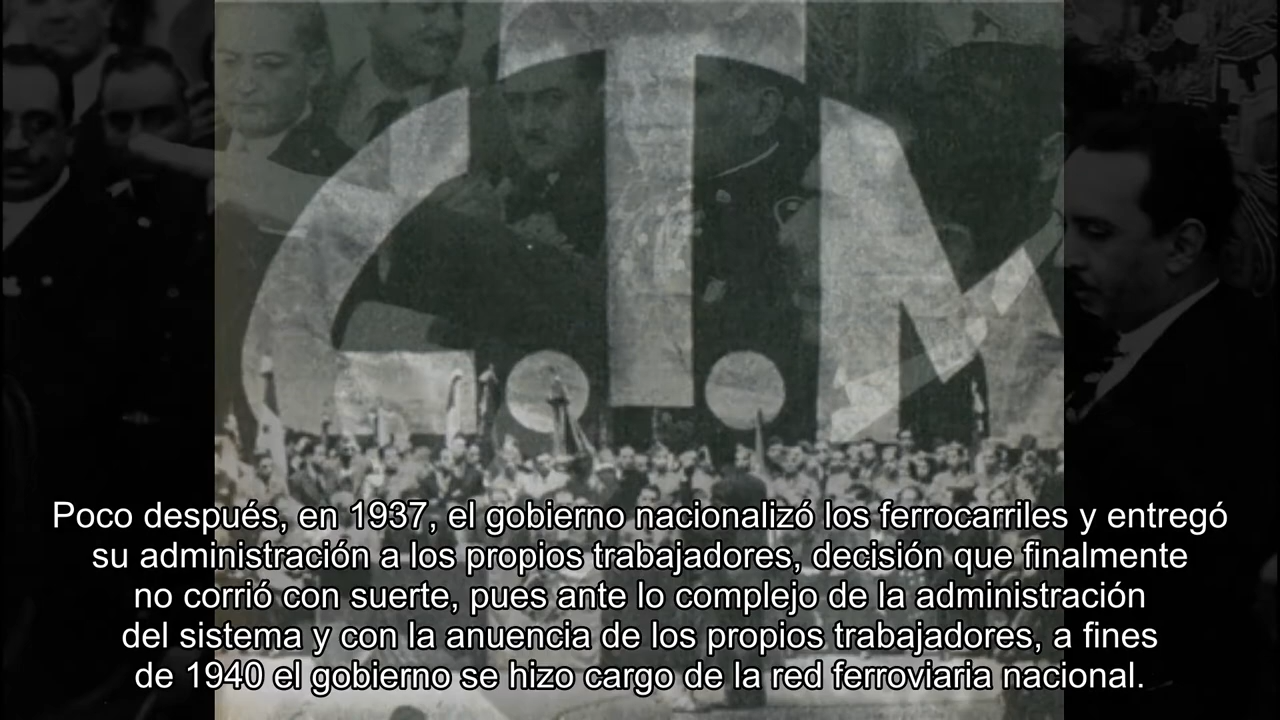 C.T.M
Poco después, en 1937, el gobierno nacionalizó los ferrocarriles y entregó
su administración a los propios trabajadores, decisión que finalmente
no corrió con suerte, pues ante lo complejo de la administración
del sistema y con la anuencia de los propios trabajadores, a fines
de 1940 el gobierno se hizo cargo de la red ferroviaria nacional.